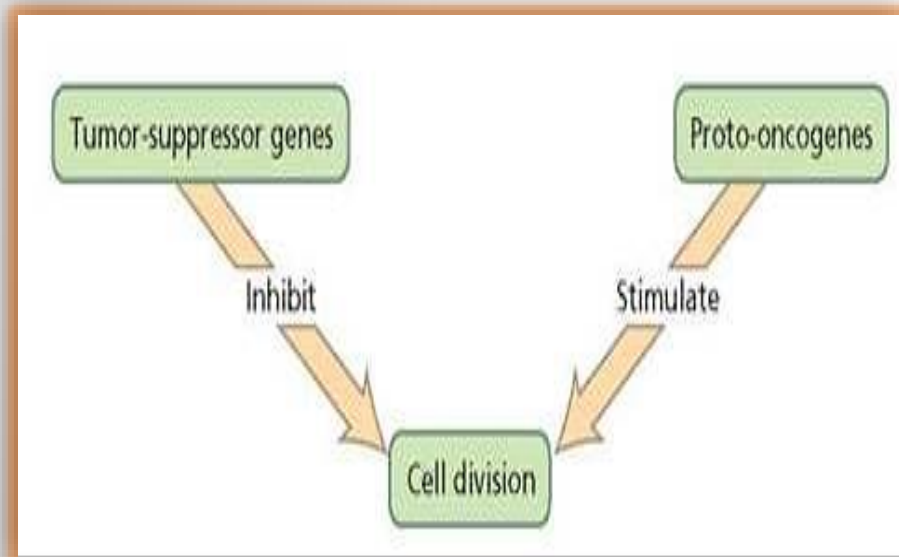 Tumor-suppressor genes
Proto-oncogenes
Inhibit
Stimulate
Cell division